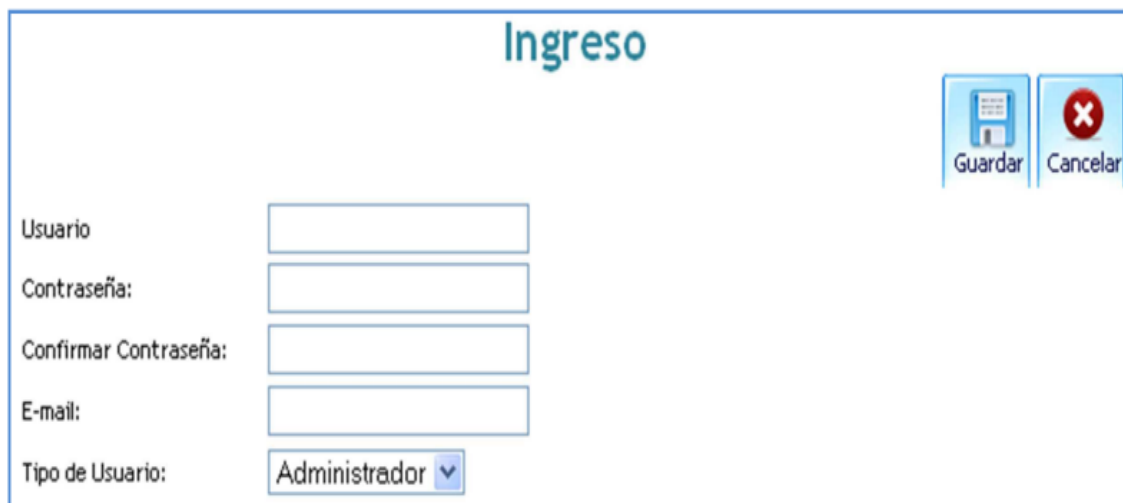 Ingreso
Guardar Cancelar
Usuario
Contraseña:
Confirmar Contraseña:
E-mail:
Tipo de Usuario: Administrador